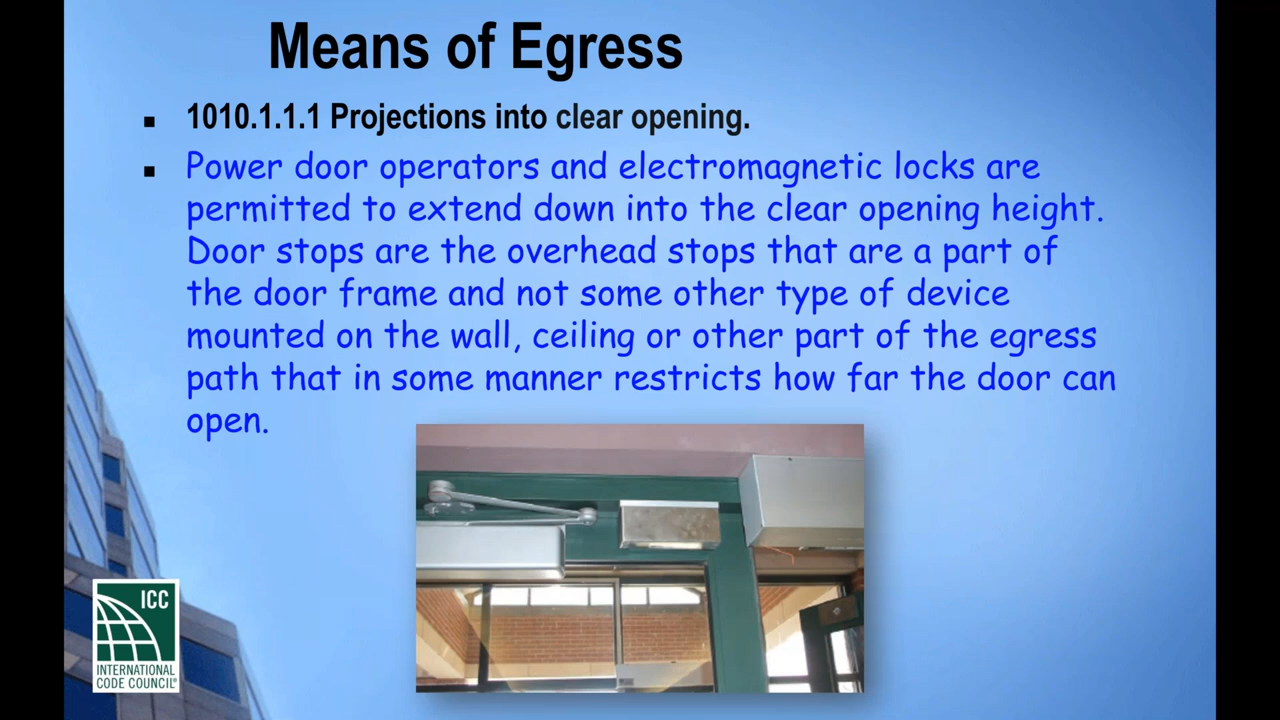 Means of Egress
1010.1.1.1 Projections into clear opening.
Power door operators and electromagnetic locks are
permitted to extend down into the clear opening height.
Door stops are the overhead stops that are a part of
the door frame and not some other type of device
mounted on the wall, ceiling or other part of the egress
path that in some manner restricts how far the door can
open.
ICC
INTERNATIONAL
CODE COUNCIL®